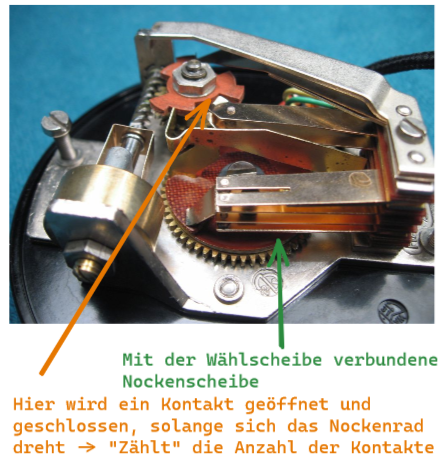 Mit der Wählscheibe verbundene
Nockenscheibe
Hier wird ein Kontakt geöffnet und
geschlossen, solange sich das Nockenrad
dreht → "Zählt" die Anzahl der Kontakte